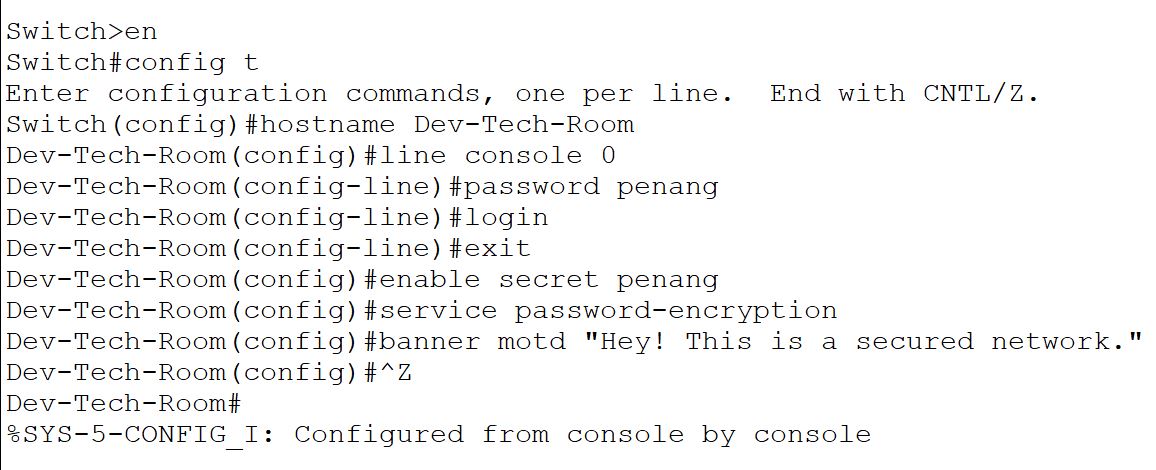 Switch>en
Switch#config t
Enter configuration commands, one per line.  End with CNTL/Z.
Switch(config)#hostname Dev-Tech-Room
Dev-Tech-Room(config)#line console 0
Dev-Tech-Room(config-line)#password penang
Dev-Tech-Room(config-line)#login
Dev-Tech-Room(config-line)#exit
Dev-Tech-Room(config)#enable secret penang
Dev-Tech-Room(config)#service password-encryption
Dev-Tech-Room(config)#banner motd "Hey! This is a secured network."
Dev-Tech-Room(config)#^Z
Dev-Tech-Room#
%SYS-5-CONFIG_I: Configured from console by console